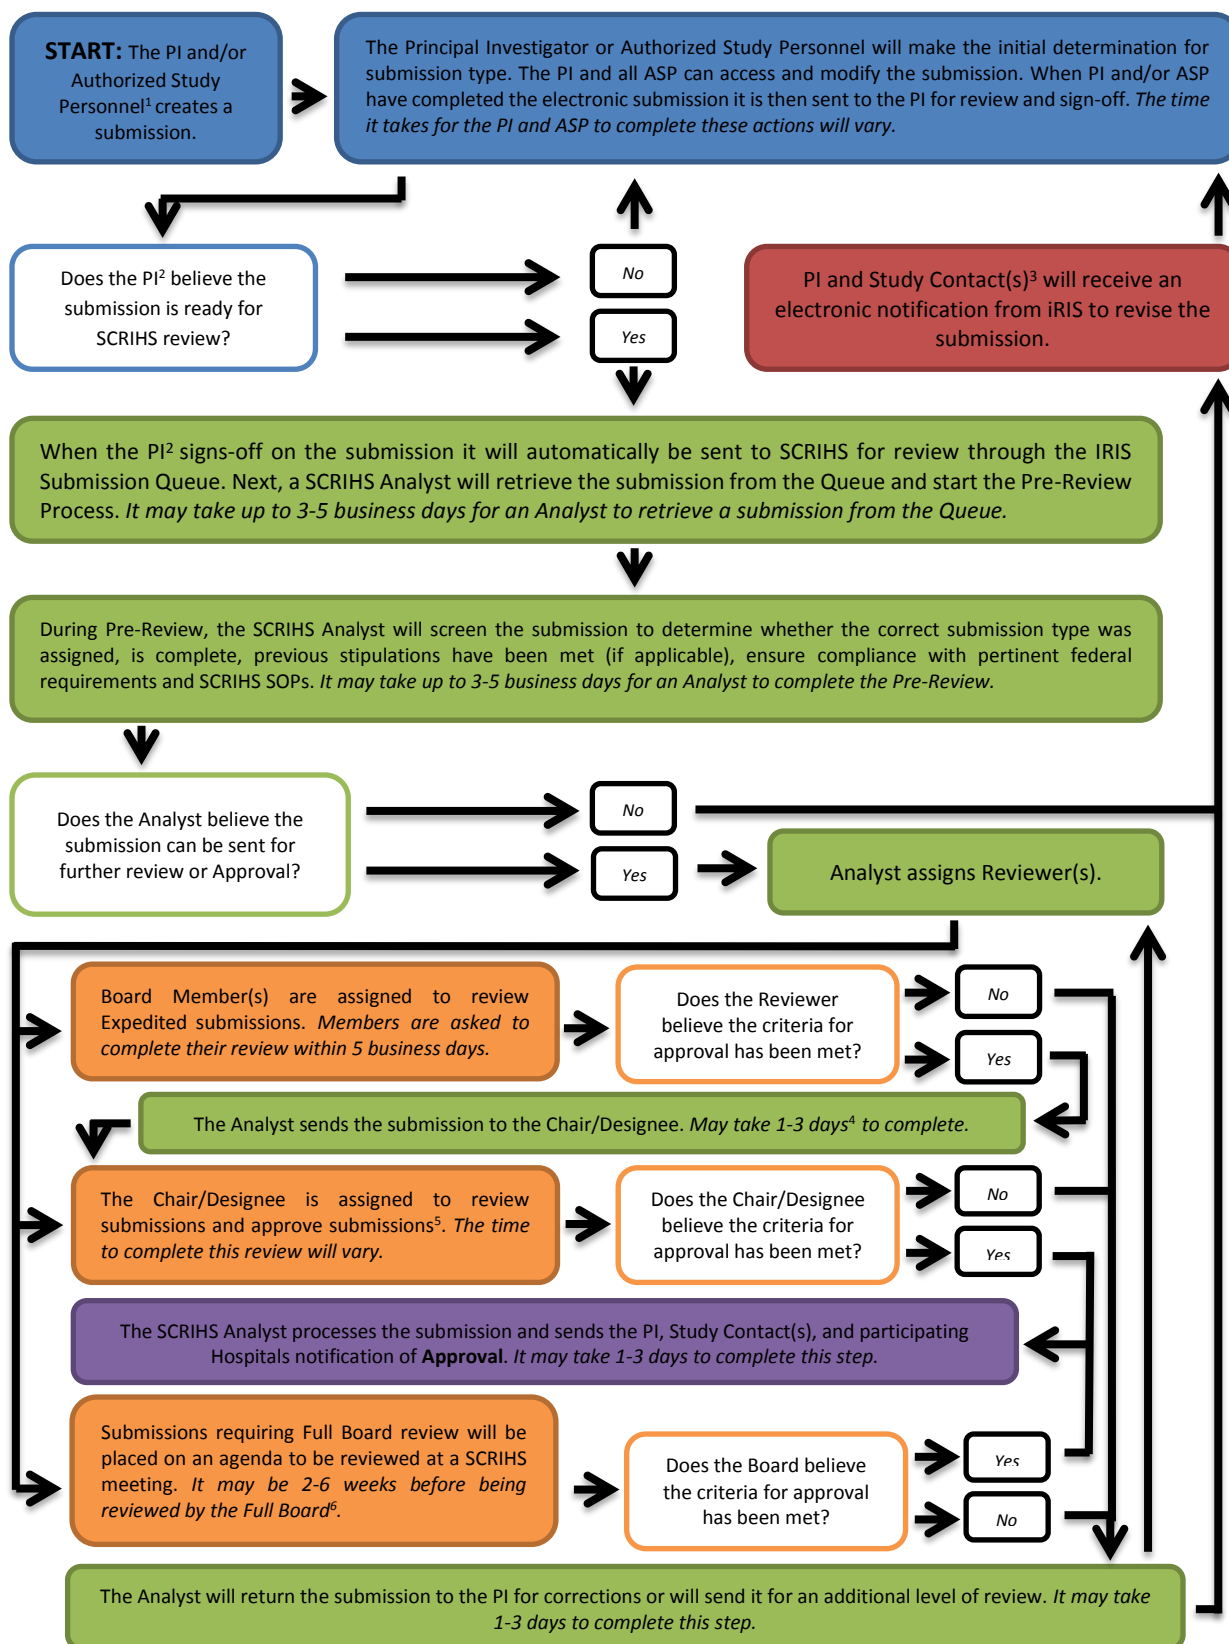 START: The PI and/or
Authorized Study
Personnel¹ creates a
submission.
The Principal Investigator or Authorized Study Personnel will make the initial determination for
submission type. The PI and all ASP can access and modify the submission. When PI and/or ASP
have completed the electronic submission it is then sent to the PI for review and sign-off. The time
it takes for the PI and ASP to complete these actions will vary.
Does the PI² believe the
submission is ready for
SCRIHS review?
No
Yes
PI and Study Contact(s)³ will receive an
electronic notification from iRIS to revise the
submission.
When the PI² signs-off on the submission it will automatically be sent to SCRIHS for review through the IRIS
Submission Queue. Next, a SCRIHS Analyst will retrieve the submission from the Queue and start the Pre-Review
Process. It may take up to 3-5 business days for an Analyst to retrieve a submission from the Queue.
During Pre-Review, the SCRIHS Analyst will screen the submission to determine whether the correct submission type was
assigned, is complete, previous stipulations have been met (if applicable), ensure compliance with pertinent federal
requirements and SCRIHS SOPs. It may take up to 3-5 business days for an Analyst to complete the Pre-Review.
Does the Analyst believe the
submission can be sent for
further review or Approval?
No
Yes
Analyst assigns Reviewer(s).
Board Member(s) are assigned to review
Expedited submissions. Members are asked to
complete their review within 5 business days.
Does the Reviewer
believe the criteria for
approval has been met?
No
Yes
The Analyst sends the submission to the Chair/Designee. May take 1-3 days⁴ to complete.
The Chair/Designee is assigned to review
submissions and approve submissions⁵. The time
to complete this review will vary.
Does the Chair/Designee
believe the criteria for
approval has been met?
No
Yes
The SCRIHS Analyst processes the submission and sends the PI, Study Contact(s), and participating
Hospitals notification of Approval. It may take 1-3 days to complete this step.
Submissions requiring Full Board review will be
placed on an agenda to be reviewed at a SCRIHS
meeting. It may be 2-6 weeks before being
reviewed by the Full Board⁶.
Does the Board believe
the criteria for approval
has been met?
Yes
No
The Analyst will return the submission to the PI for corrections or will send it for an additional level of review. It may take
1-3 days to complete this step.